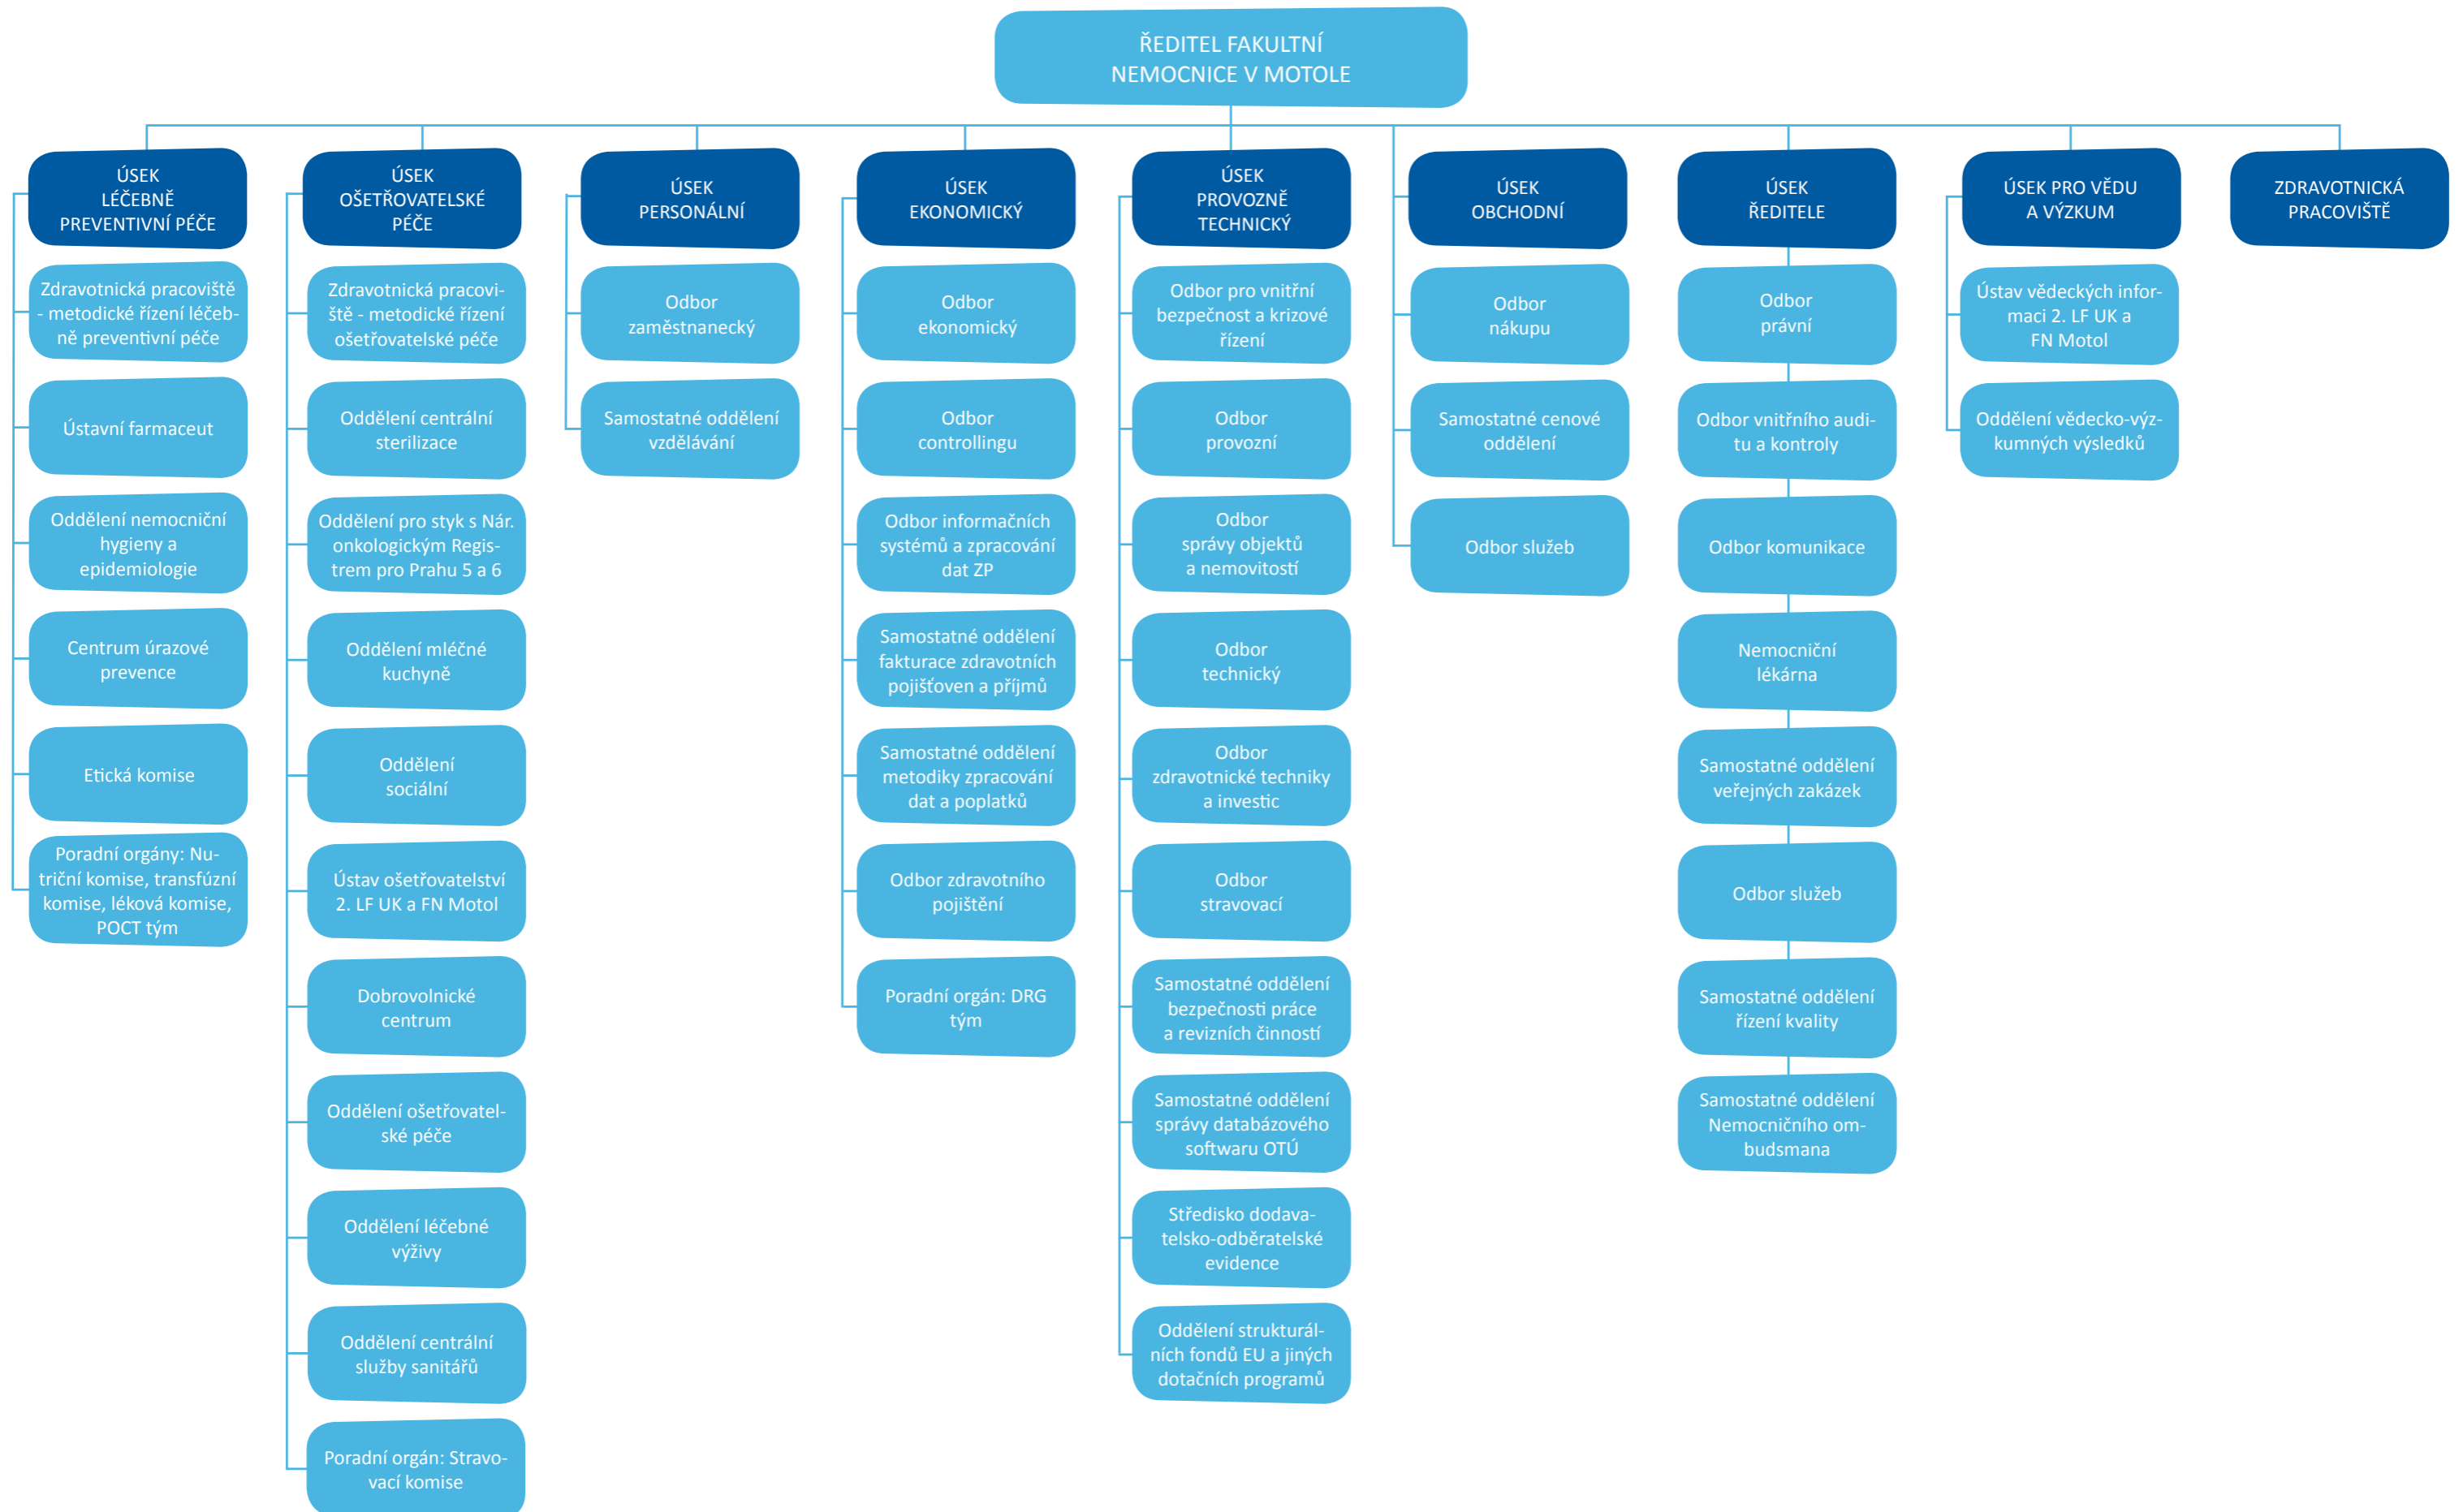 ŘEDITEL FAKULTNÍ
NEMOCNICE V MOTOLE
ÚSEK
LÉČEBNĚ
PREVENTIVNÍ PÉČE
Zdravotnická pracoviště
- metodické řízení léčeb-
ně preventivní péče
Ústavní farmaceut
Oddělení nemocniční
hygieny a
epidemiologie
Centrum úrazové
prevence
Etická komise
Poradní orgány: Nu-
triční komise, transfúzní
komise, léková komise,
POCT tým
ÚSEK
OŠETŘOVATELSKÉ
PÉČE
Zdravotnická pracovi-
ště - metodické řízení
ošetřovatelské péče
Oddělení centrální
sterilizace
Oddělení pro styk s Nár.
onkologickým Regis-
trem pro Prahu 5 a 6
Oddělení mléčné
kuchyně
Oddělení
sociální
Ústav ošetřovatelství
2. LF UK a FN Motol
Dobrovolnické
centrum
Oddělení ošetřovatel-
ské péče
Oddělení léčebné
výživy
Oddělení centrální
služby sanitářů
Poradní orgán: Stravo-
vací komise
ÚSEK
PERSONÁLNÍ
Odbor
zaměstnanecký
Samostatné oddělení
vzdělávání
ÚSEK
EKONOMICKÝ
Odbor
ekonomický
Odbor
controllingu
Odbor informačních
systémů a zpracování
dat ZP
Samostatné oddělení
fakturace zdravotních
pojišťoven a příjmů
Samostatné oddělení
metodiky zpracování
dat a poplatků
Odbor zdravotního
pojištění
Poradní orgán: DRG
tým
ÚSEK
PROVOZNĚ
TECHNICKÝ
Odbor pro vnitřní
bezpečnost a krizové
řízení
Odbor
provozní
Odbor
správy objektů
a nemovitostí
Odbor
technický
Odbor
zdravotnické techniky
a investic
Odbor
stravovací
Samostatné oddělení
bezpečnosti práce
a revizních činností
Samostatné oddělení
správy databázového
softwaru OTÚ
Středisko dodava-
telsko-odběratelské
evidence
Oddělení strukturál-
ních fondů EU a jiných
dotačních programů
ÚSEK
OBCHODNÍ
Odbor
nákupu
Samostatné cenové
oddělení
Odbor služeb
ÚSEK
ŘEDITELE
Odbor
právní
Odbor vnitřního audi-
tu a kontroly
Odbor komunikace
Nemocniční
lékárna
Samostatné oddělení
veřejných zakázek
Odbor služeb
Samostatné oddělení
řízení kvality
Samostatné oddělení
Nemocničního om-
budsmana
ÚSEK PRO VĚDU
A VÝZKUM
Ústav vědeckých infor-
maci 2. LF UK a
FN Motol
Oddělení vědecko-výz-
kumných výsledků
ZDRAVOTNICKÁ
PRACOVIŠTĚ